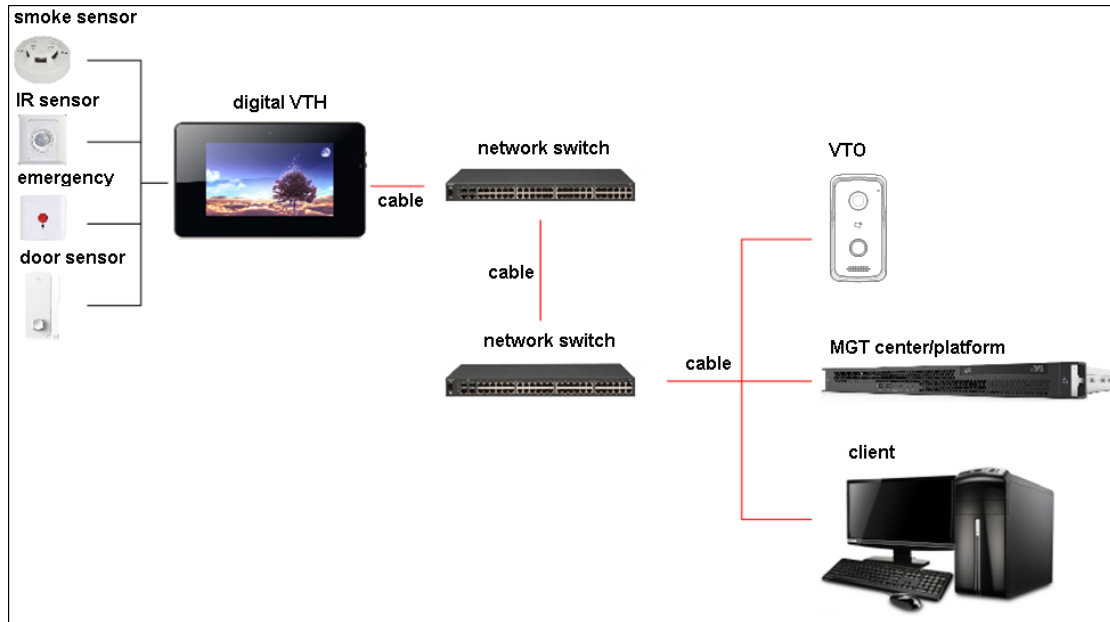 smoke sensor
IR sensor
emergency
door sensor
digital VTH
cable
network switch
cable
network switch
cable
VTO
MGT center/platform
client